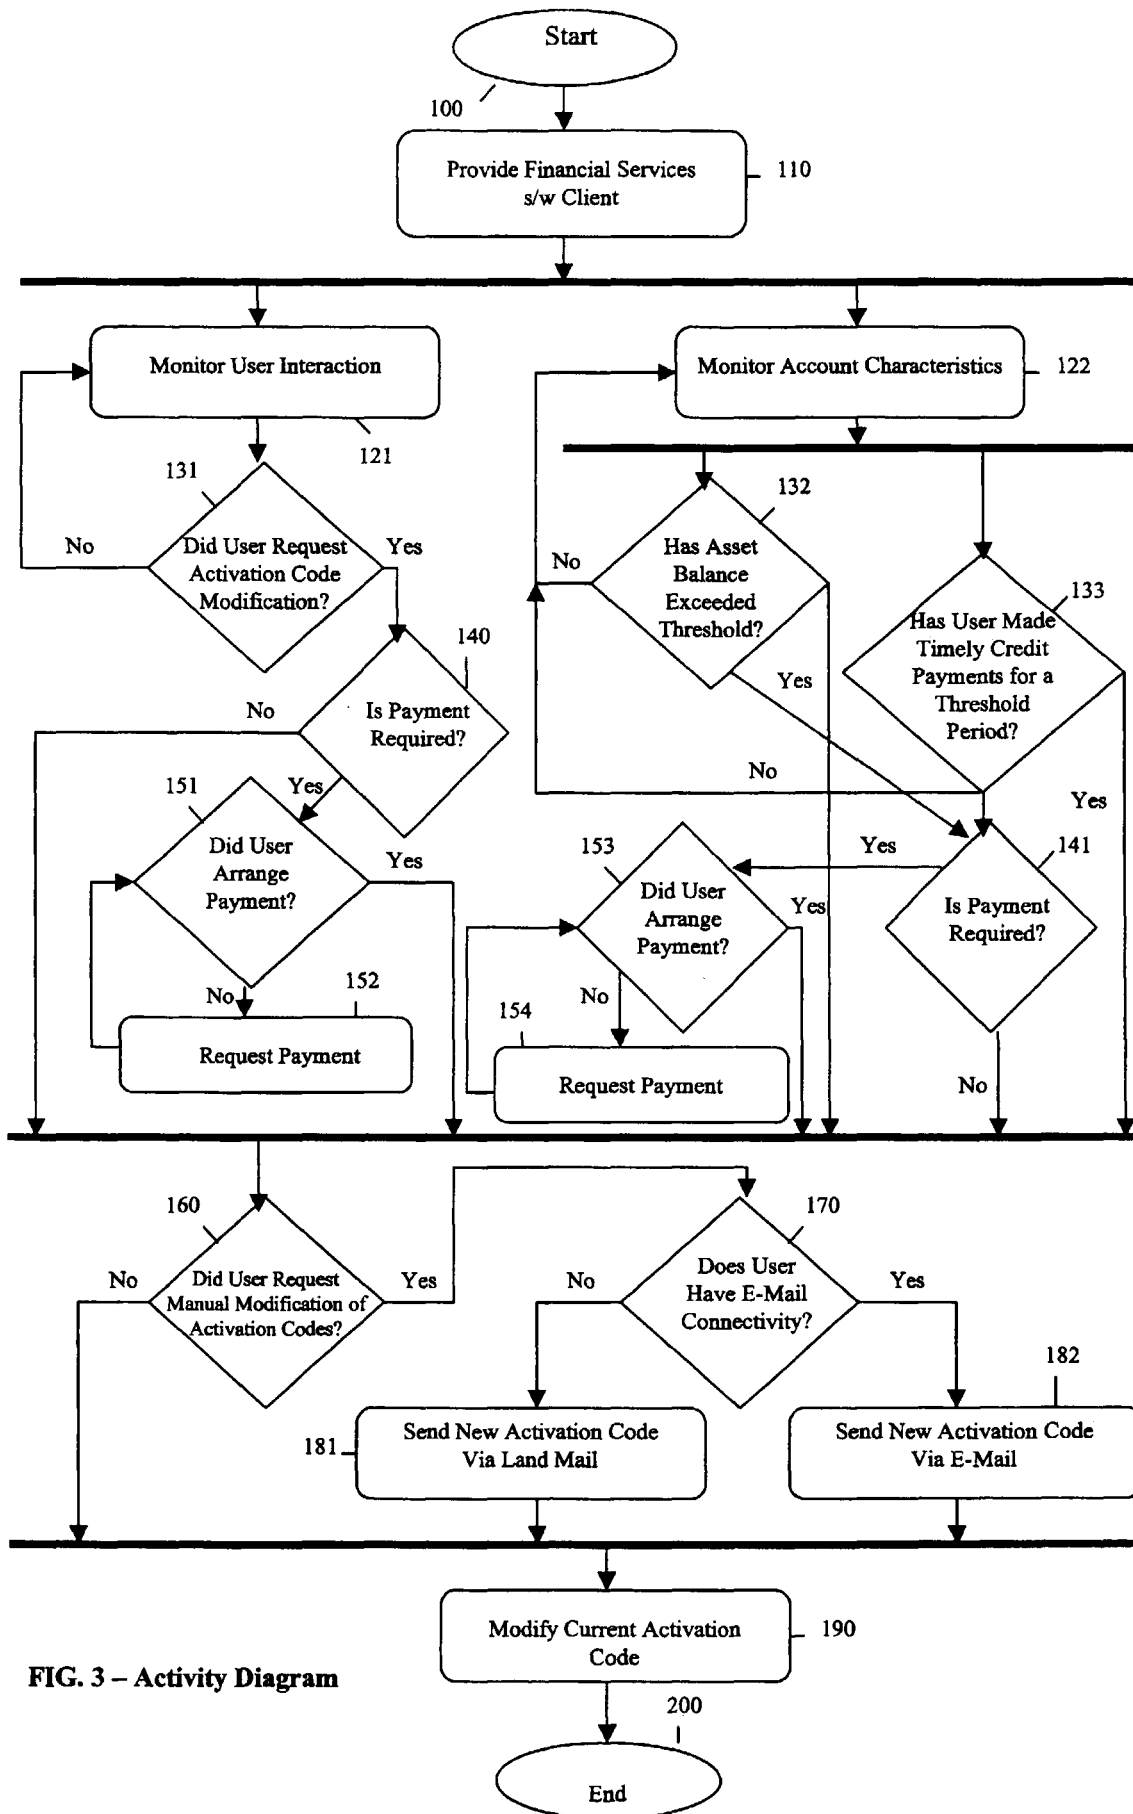 Start
100
Provide Financial Services
s/w Client
110
Monitor User Interaction
121
Monitor Account Characteristics
122
131
Did User Request
Activation Code
Modification?
No
Yes
132
Has Asset
Balance
Exceeded
Threshold?
No
Yes
133
Has User Made
Timely Credit
Payments for a
Threshold
Period?
No
Yes
140
Is Payment
Required?
No
Yes
151
Did User
Arrange
Payment?
Yes
No
152
Request Payment
153
Did User
Arrange
Payment?
Yes
No
154
Request Payment
141
Is Payment
Required?
Yes
No
160
Did User Request
Manual Modification of
Activation Codes?
No
Yes
170
Does User
Have E-Mail
Connectivity?
No
Yes
181
Send New Activation Code
Via Land Mail
182
Send New Activation Code
Via E-Mail
Modify Current Activation
Code
190
FIG. 3 – Activity Diagram
200
End